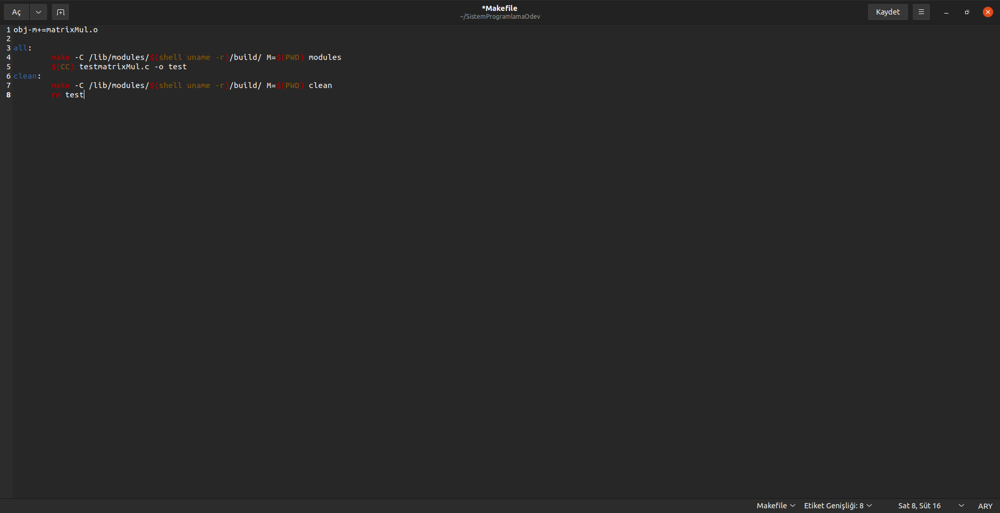 Aç
*Makefile
~/SistemProgramlamaOdev
Kaydet
1 obj-m+=matrixMul.o
2
3 all:
4 make -C /lib/modules/$(shell uname -r)/build/ M=$(PWD) modules
5 $(CC) testmatrixMul.c -o test
6 clean:
7 make -C /lib/modules/$(shell uname -r)/build/ M=$(PWD) clean
8 rm test
Makefile Etiket Genişliği: 8 Sat 8, Süt 16 ARY